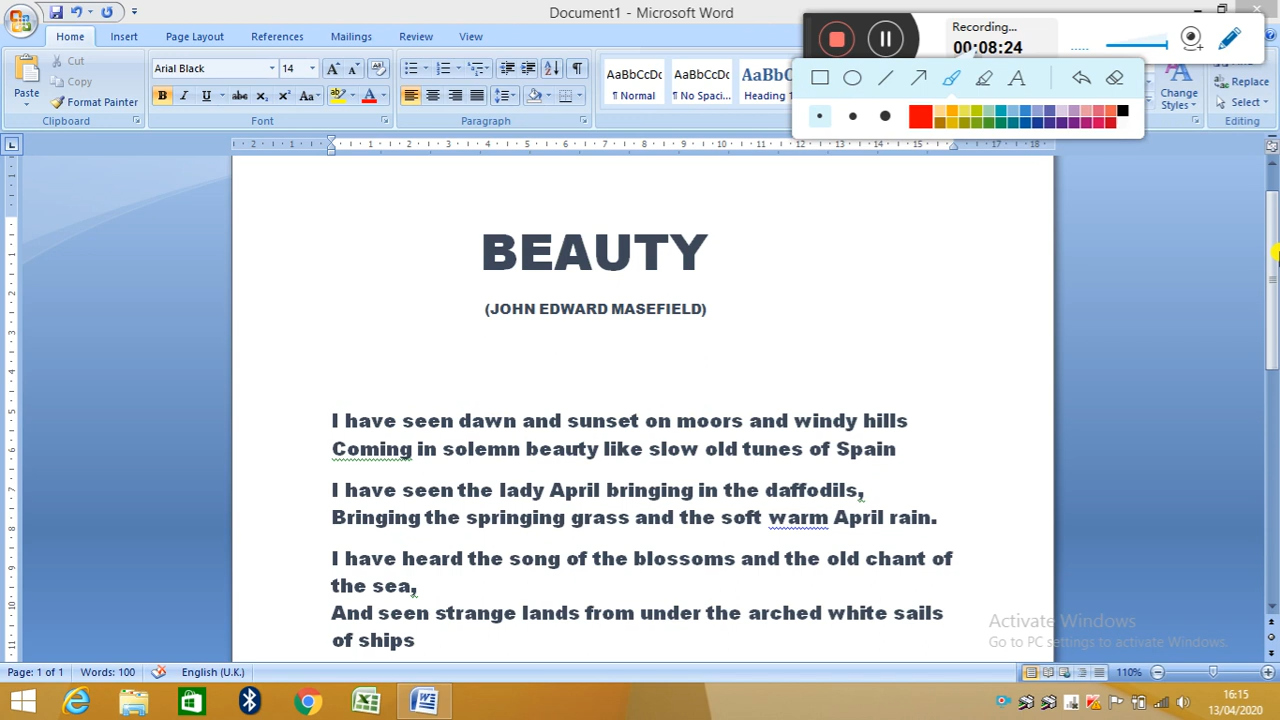 Document1 - Microsoft Word
Recording...
00:08:24
Home Insert Page Layout References Mailings Review View
Cut
Copy
Format Painter
Paste
Clipboard
Arial Black 14
B I U abe x₂ x² Aa
Font
Paragraph
AaBbCcDc AaBbCcDc AaBbC
¶ Normal ¶ No Spaci... Heading 1
Change
Styles
Replace
Select
Editing
BEAUTY
(JOHN EDWARD MASEFIELD)
I have seen dawn and sunset on moors and windy hills
Coming in solemn beauty like slow old tunes of Spain
I have seen the lady April bringing in the daffodils,
Bringing the springing grass and the soft warm April rain.
I have heard the song of the blossoms and the old chant of
the sea,
And seen strange lands from under the arched white sails
of ships
Activate Windows
Go to PC settings to activate Windows.
Page: 1 of 1 Words: 100 English (U.K.) 110%
16:15
13/04/2020